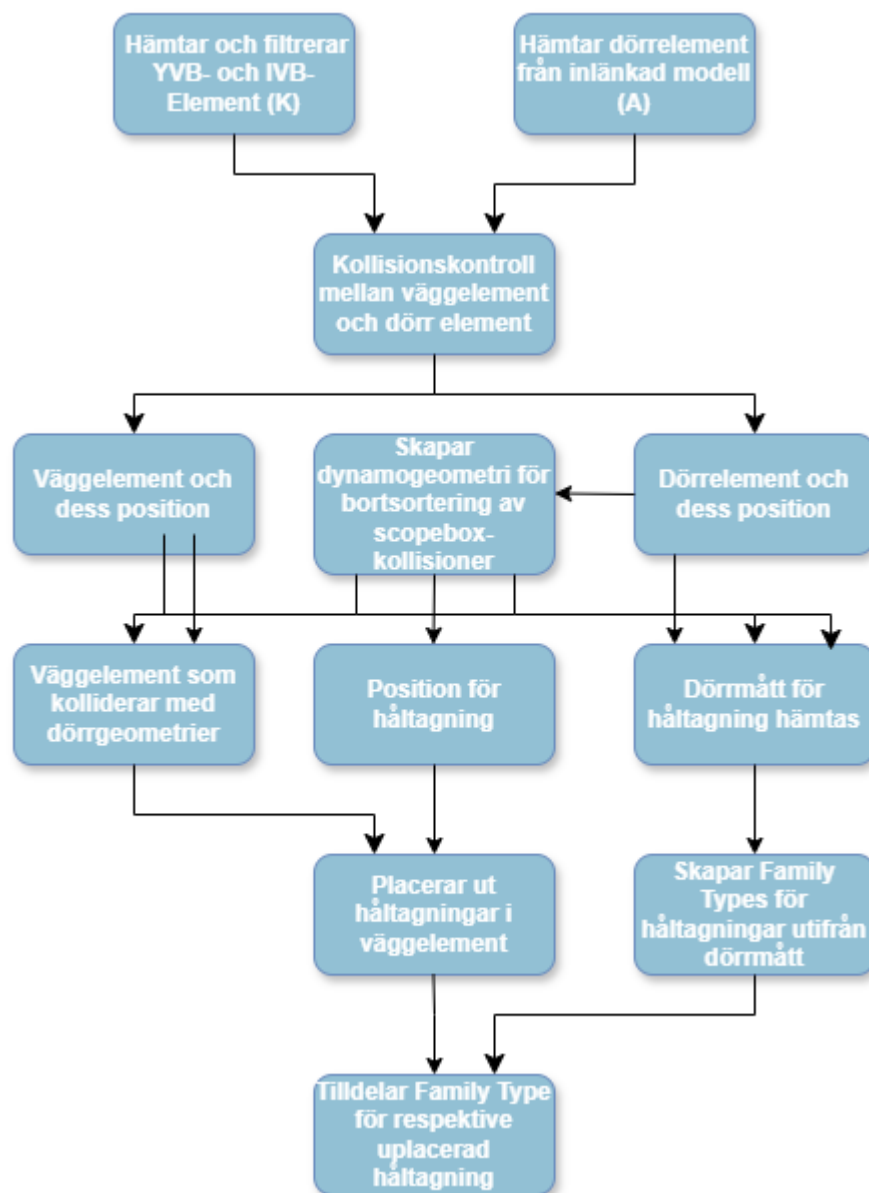 Hämtar och filtrerar
YVB- och IVB-
Element (K)
Hämtar dörrelement
från inlänkad modell
(A)
Kollisionskontroll
mellan väggelement
och dörr element
Väggelement och
dess position
Skapar
dynamogeometri för
bortsortering av
scopebox-
kollisioner
Dörrelement och
dess position
Väggelement som
kolliderar med
dörrgeometrier
Position för
håltagning
Dörrmått för
håltagning hämtas
Placerar ut
håltagningar i
väggelement
Skapar Family
Types för
håltagningar utifrån
dörrmått
Tilldelar Family Type
för respektive
uplacerad
håltagning